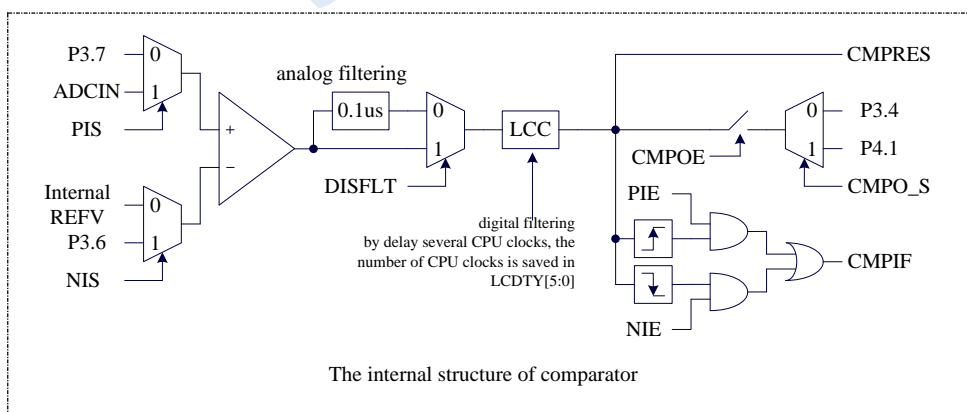 P3.7
0
ADCIN
1
PIS
+
−
Internal
REFV
0
P3.6
1
NIS
analog filtering
0.1us
0
1
DISFLT
LCC
digital filtering
by delay several CPU clocks, the
number of CPU clocks is saved in
LCDTY[5:0]
CMPRES
CMPOE
0
P3.4
1
P4.1
CMPO_S
PIE
NIE
CMPIF
The internal structure of comparator